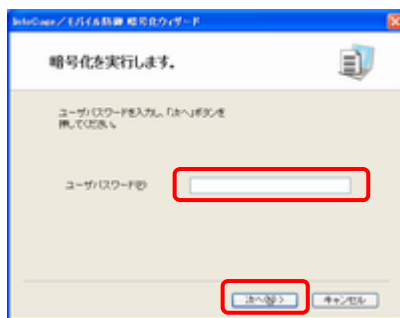 InfoCage／モバイル防御 暗号化ウィザード
暗号化を実行します。
ユーザパスワードを入力し、「次へ」ボタンを
押してください。
ユーザパスワード(P)
次へ(N) >
キャンセル